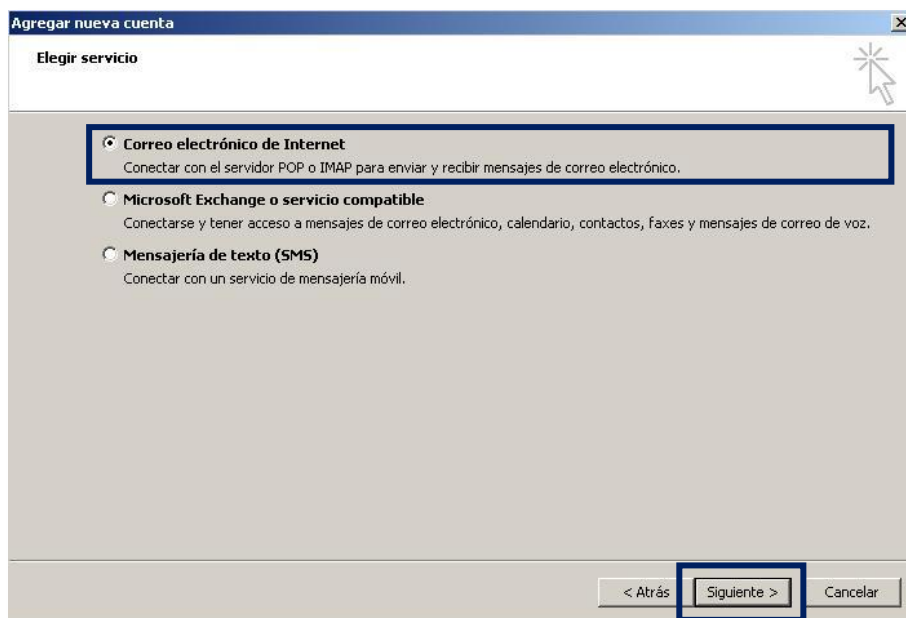 Agregar nueva cuenta
Elegir servicio
Correo electrónico de Internet
Conectar con el servidor POP o IMAP para enviar y recibir mensajes de correo electrónico.
Microsoft Exchange o servicio compatible
Conectarse y tener acceso a mensajes de correo electrónico, calendario, contactos, faxes y mensajes de correo de voz.
Mensajería de texto (SMS)
Conectar con un servicio de mensajería móvil.
< Atrás Siguiente > Cancelar